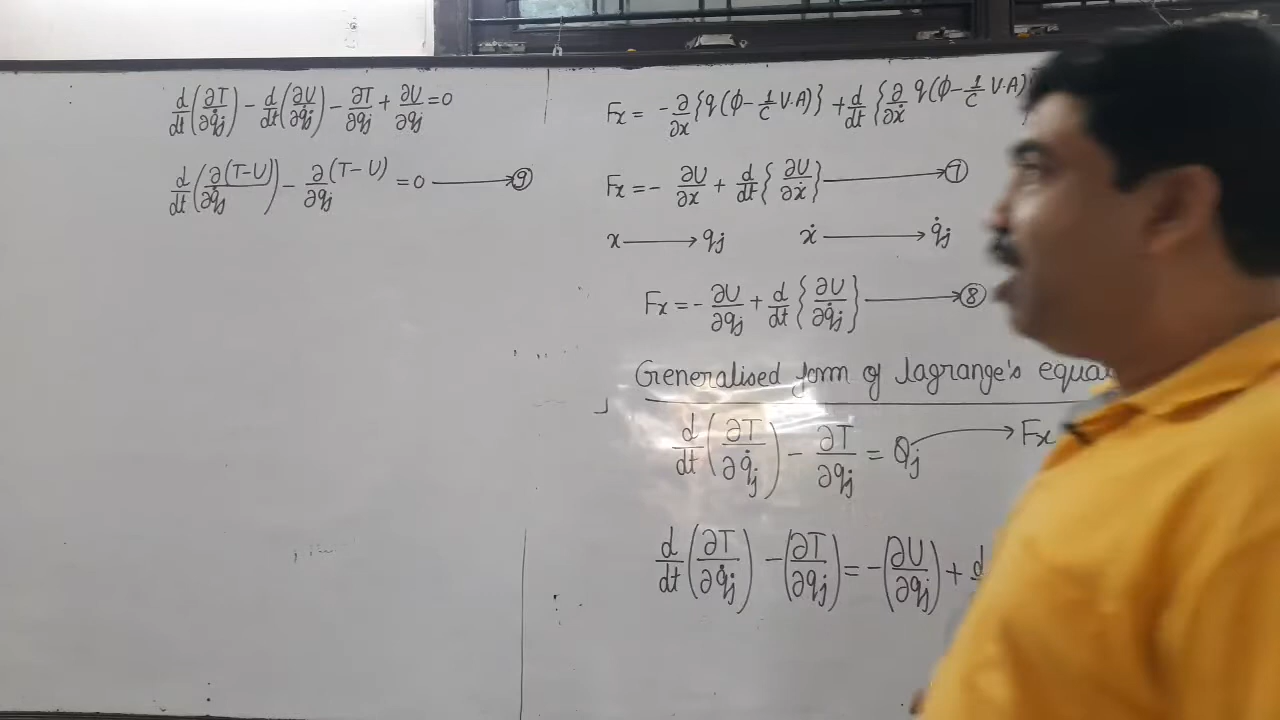 d/dt(∂T/∂q̇j) − d/dt(∂U/∂q̇j) − ∂T/∂qj + ∂U/∂qj = 0
d/dt(∂(T−U)/∂q̇j) − ∂(T−U)/∂qj = 0 ⟶ ⑨
Fx = −∂/∂x{q(ϕ−1/c V·A)} + d/dt{∂/∂ẋ q(ϕ−1/c V·A)
Fx = −∂U/∂x + d/dt{∂U/∂ẋ} ⟶ ⑦
x ⟶ qj ẋ ⟶ q̇j
Fx = −∂U/∂qj + d/dt{∂U/∂q̇j} ⟶ ⑧
Generalised form of Lagrange's
d/dt(∂T/∂q̇j) − ∂T/∂qj = Qj ⟶ Fx
d/dt(∂T/∂q̇j) − (∂T/∂qj) = −(∂U/∂qj) + d